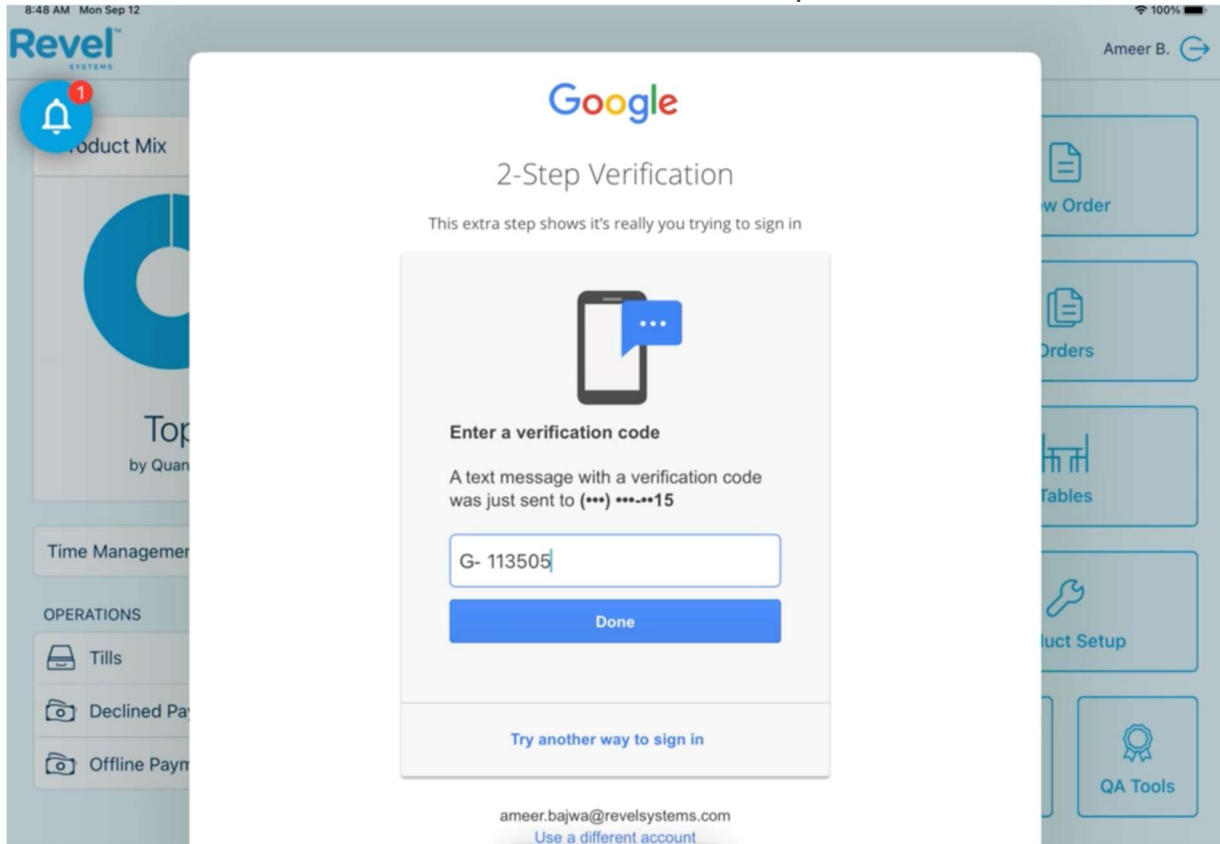 8:48 AM Mon Sep 12
100%
Revel™
SYSTEMS
Ameer B.
1
oduct Mix
Google
2-Step Verification
This extra step shows it's really you trying to sign in
w Order
Orders
Top
by Quan
Enter a verification code
A text message with a verification code
was just sent to (•••) •••-••15
Tables
Time Managemen
G- 113505
Done
OPERATIONS
Tills
uct Setup
Declined Pay
Try another way to sign in
Offline Paym
QA Tools
ameer.bajwa@revelsystems.com
Use a different account